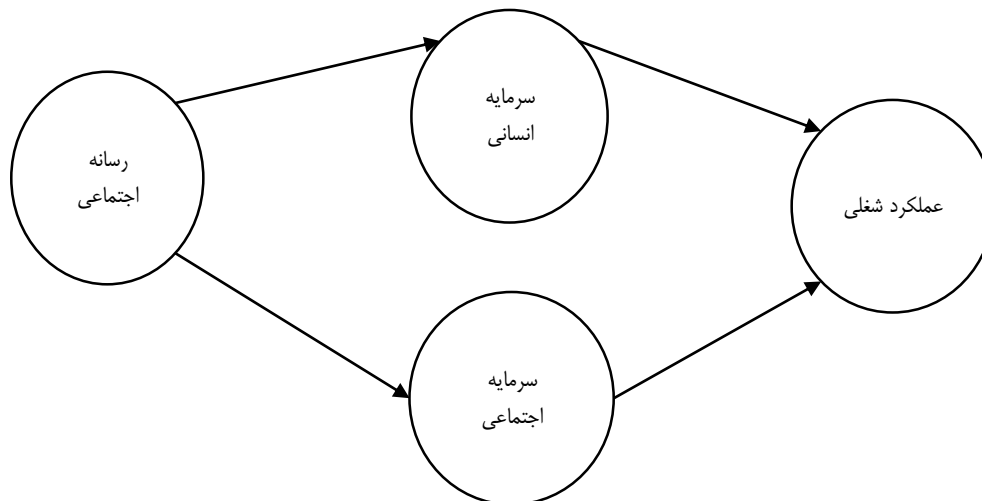 رسانه
اجتماعی
سرمایه
انسانی
سرمایه
اجتماعی
عملکرد شغلی